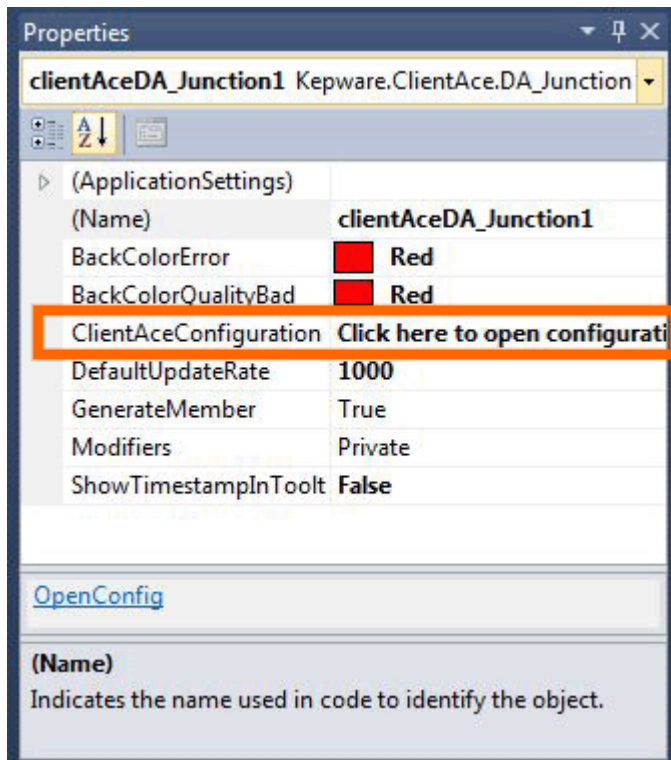 Properties
clientAceDA_Junction1 Kepware.ClientAce.DA_Junction
A
Z
(ApplicationSettings)
(Name) clientAceDA_Junction1
BackColorError Red
BackColorQualityBad Red
ClientAceConfiguration Click here to open configurati
DefaultUpdateRate 1000
GenerateMember True
Modifiers Private
ShowTimestampInToolt False
OpenConfig
(Name)
Indicates the name used in code to identify the object.